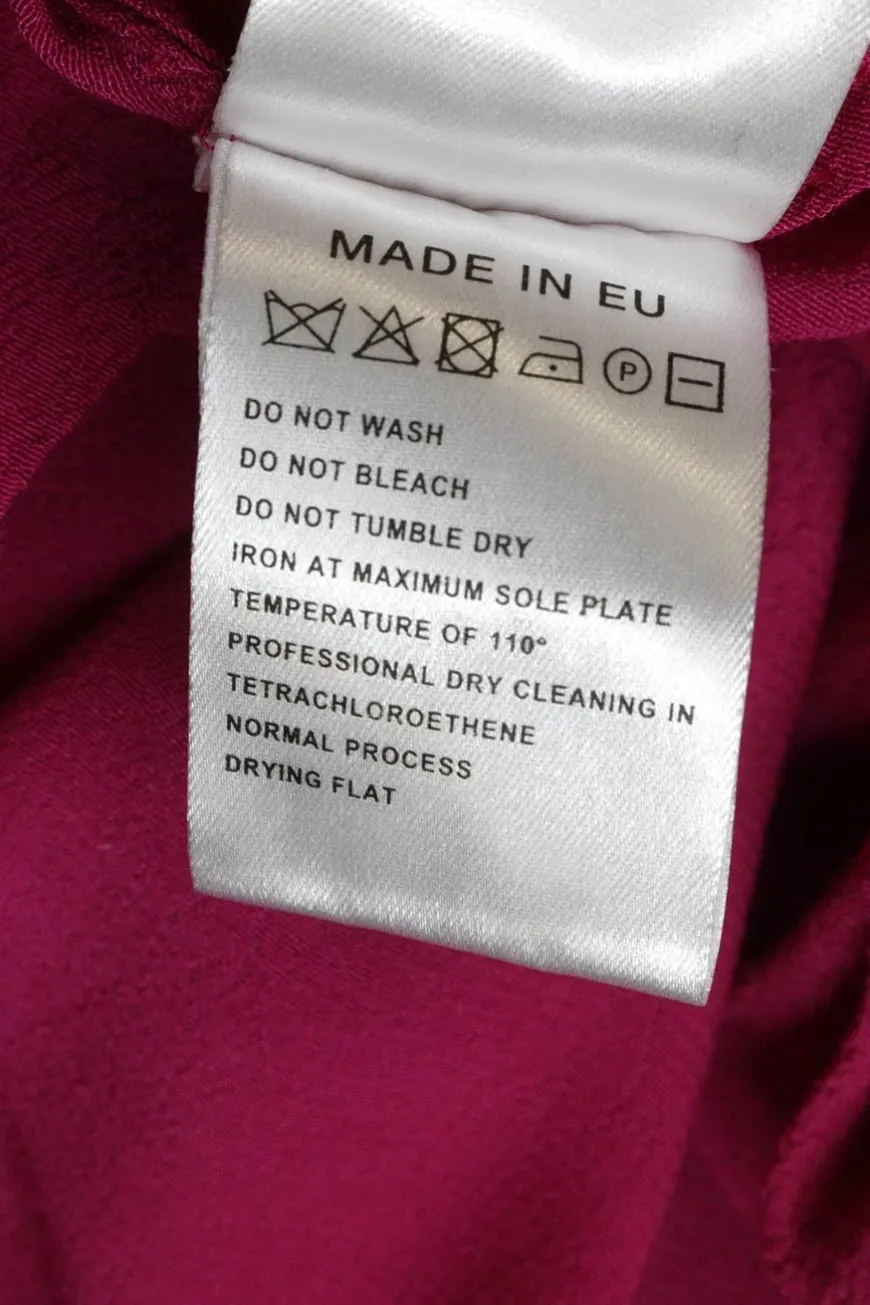 MADE IN EU
P
DO NOT WASH
DO NOT BLEACH
DO NOT TUMBLE DRY
IRON AT MAXIMUM SOLE PLATE
TEMPERATURE OF 110°
PROFESSIONAL DRY CLEANING IN
TETRACHLOROETHENE
NORMAL PROCESS
DRYING FLAT